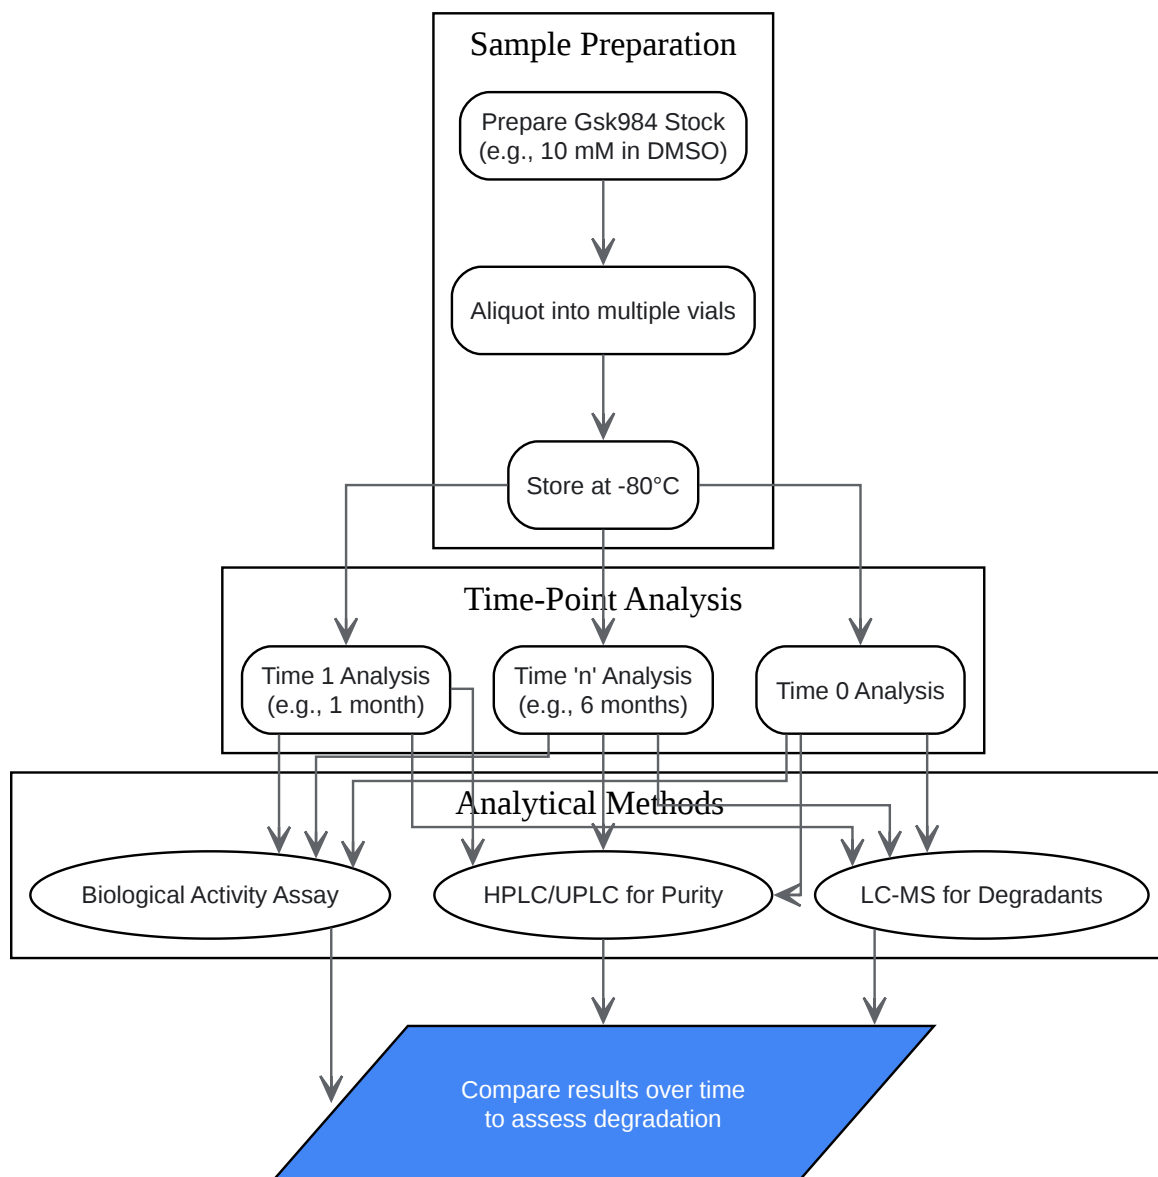 Sample Preparation
Prepare Gsk984 Stock
(e.g., 10 mM in DMSO)
Aliquot into multiple vials
Store at -80°C
Time-Point Analysis
Time 1 Analysis
(e.g., 1 month)
Time 'n' Analysis
(e.g., 6 months)
Time 0 Analysis
Analytical Methods
Biological Activity Assay
HPLC/UPLC for Purity
LC-MS for Degradants
Compare results over time
to assess degradation